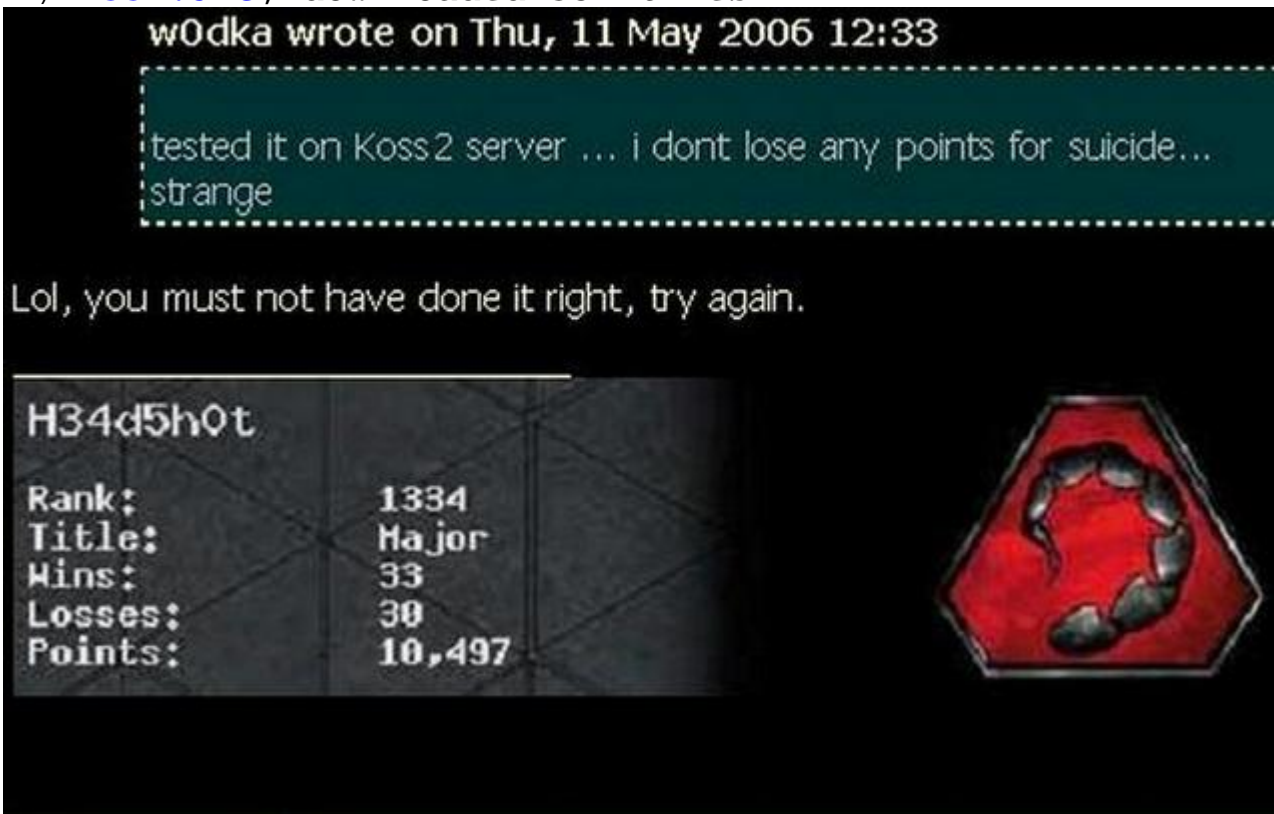 w0dka wrote on Thu, 11 May 2006 12:33
tested it on Koss2 server ... i dont lose any points for suicide...
strange
Lol, you must not have done it right, try again.
H34d5h0t
Rank: 1334
Title: Major
Wins: 33
Losses: 30
Points: 10,497